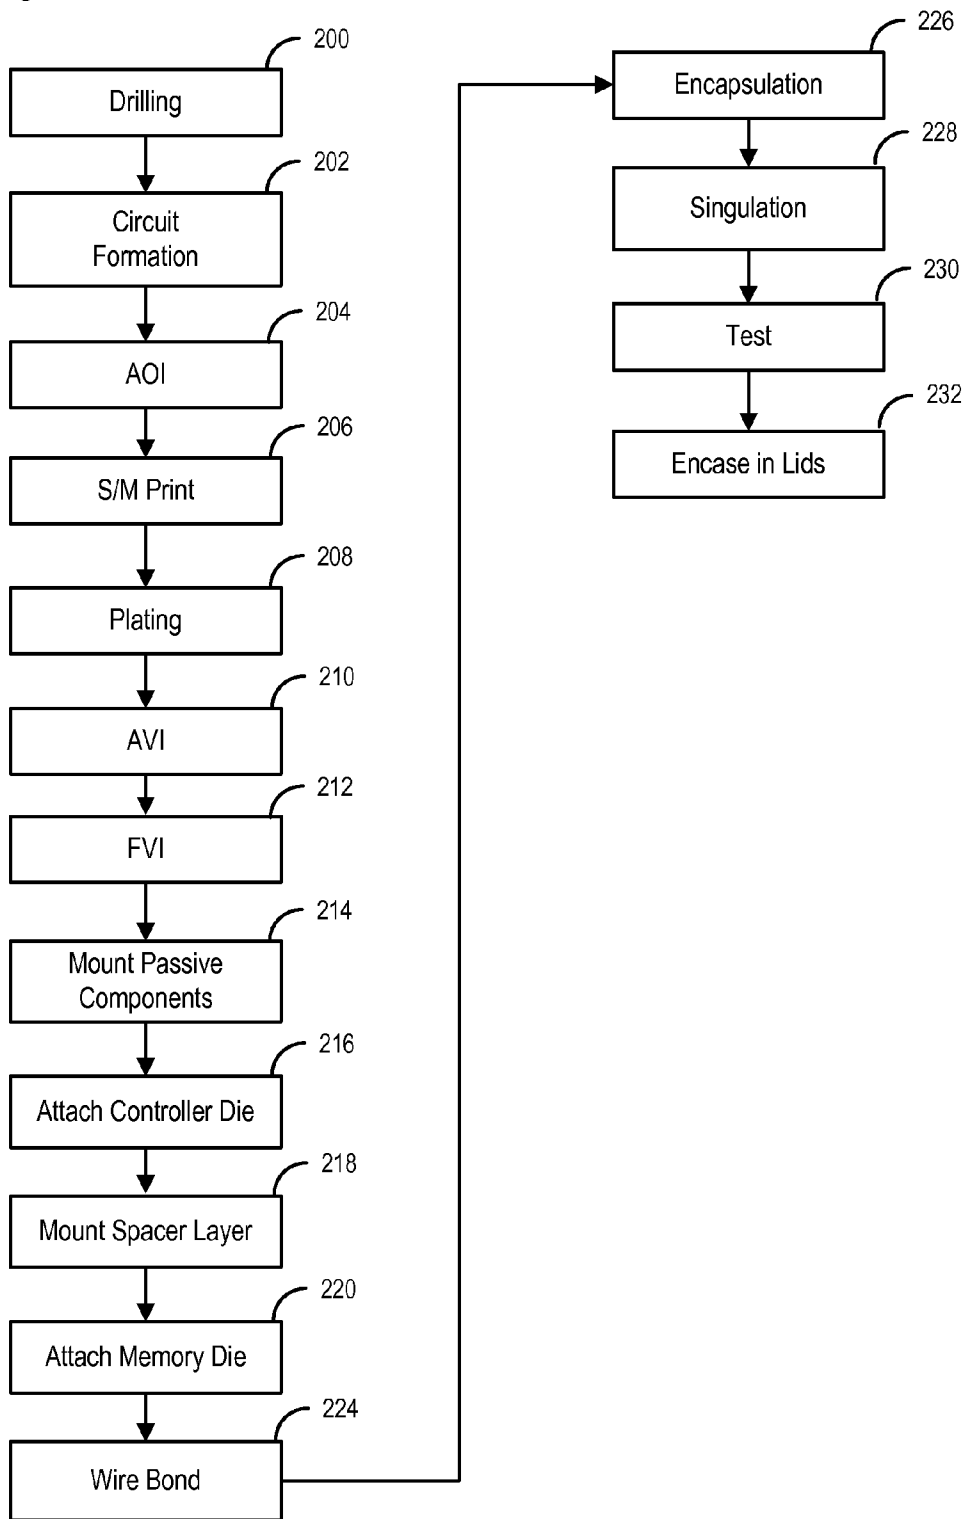 200
Drilling
202
Circuit
Formation
204
AOI
206
S/M Print
208
Plating
210
AVI
212
FVI
214
Mount Passive
Components
216
Attach Controller Die
218
Mount Spacer Layer
220
Attach Memory Die
224
Wire Bond
226
Encapsulation
228
Singulation
230
Test
232
Encase in Lids